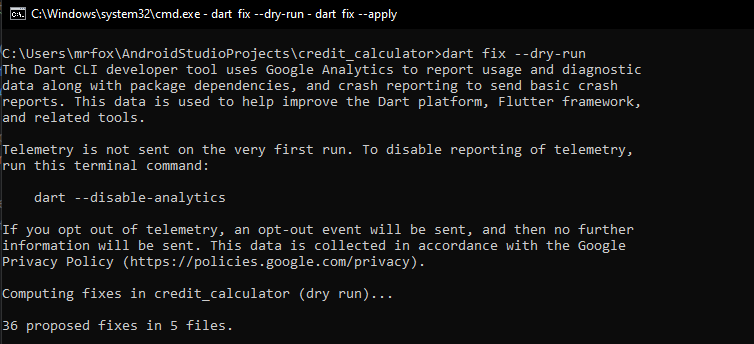 C:\Windows\system32\cmd.exe - dart fix --dry-run - dart fix --apply
C:\Users\mrfox\AndroidStudioProjects\credit_calculator>dart fix --dry-run
The Dart CLI developer tool uses Google Analytics to report usage and diagnostic
data along with package dependencies, and crash reporting to send basic crash
reports. This data is used to help improve the Dart platform, Flutter framework,
and related tools.
Telemetry is not sent on the very first run. To disable reporting of telemetry,
run this terminal command:
dart --disable-analytics
If you opt out of telemetry, an opt-out event will be sent, and then no further
information will be sent. This data is collected in accordance with the Google
Privacy Policy (https://policies.google.com/privacy).
Computing fixes in credit_calculator (dry run)...
36 proposed fixes in 5 files.